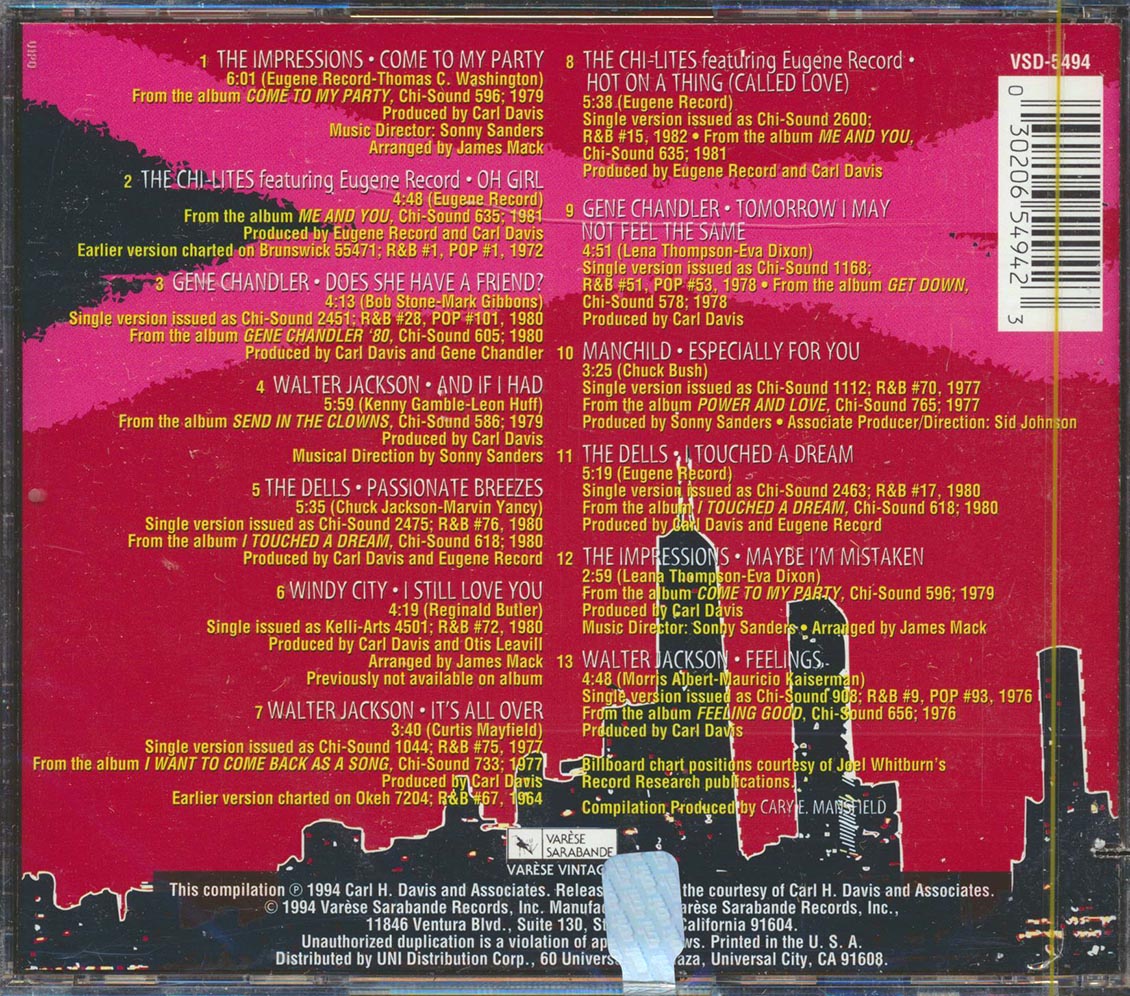 1 THE IMPRESSIONS • COME TO MY PARTY
6:01 (Eugene Record-Thomas C. Washington)
From the album COME TO MY PARTY, Chi-Sound 596; 1979
Produced by Carl Davis
Music Director: Sonny Sanders
Arranged by James Mack
2 THE CHI-LITES featuring Eugene Record • OH GIRL
4:48 (Eugene Record)
From the album ME AND YOU, Chi-Sound 635; 1981
Produced by Eugene Record and Carl Davis
Earlier version charted on Brunswick 55471; R&B #1, POP #1, 1972
3 GENE CHANDLER • DOES SHE HAVE A FRIEND?
4:13 (Bob Stone-Mark Gibbons)
Single version issued as Chi-Sound 2451; R&B #28, POP #101, 1980
From the album GENE CHANDLER '80, Chi-Sound 605; 1980
Produced by Carl Davis and Gene Chandler
4 WALTER JACKSON • AND IF I HAD
5:59 (Kenny Gamble-Leon Huff)
From the album SEND IN THE CLOWNS, Chi-Sound 586; 1979
Produced by Carl Davis
Musical Direction by Sonny Sanders
5 THE DELLS • PASSIONATE BREEZES
5:35 (Chuck Jackson-Marvin Yancy)
Single version issued as Chi-Sound 2475; R&B #76, 1980
From the album I TOUCHED A DREAM, Chi-Sound 618; 1980
Produced by Carl Davis and Eugene Record
6 WINDY CITY • I STILL LOVE YOU
4:19 (Reginald Butler)
Single issued as Kelli-Arts 4501; R&B #72, 1980
Produced by Carl Davis and Otis Leavill
Arranged by James Mack
Previously not available on album
7 WALTER JACKSON • IT'S ALL OVER
3:40 (Curtis Mayfield)
Single version issued as Chi-Sound 1044; R&B #75, 1977
From the album I WANT TO COME BACK AS A SONG, Chi-Sound 733; 1977
Produced by Carl Davis
Earlier version charted on Okeh 7204; R&B #67, 1964
8 THE CHI-LITES featuring Eugene Record •
HOT ON A THING (CALLED LOVE)
5:38 (Eugene Record)
Single version issued as Chi-Sound 2600;
R&B #15, 1982 • From the album ME AND YOU,
Chi-Sound 635; 1981
Produced by Eugene Record and Carl Davis
9 GENE CHANDLER • TOMORROW I MAY
NOT FEEL THE SAME
4:51 (Lena Thompson-Eva Dixon)
Single version issued as Chi-Sound 1168;
R&B #51, POP #53, 1978 • From the album GET DOWN,
Chi-Sound 578; 1978
Produced by Carl Davis
10 MANCHILD • ESPECIALLY FOR YOU
3:25 (Chuck Bush)
Single version issued as Chi-Sound 1112; R&B #70, 1977
From the album POWER AND LOVE, Chi-Sound 765; 1977
Produced by Sonny Sanders • Associate Producer/Direction: Sid Johnson
11 THE DELLS • I TOUCHED A DREAM
5:19 (Eugene Record)
Single version issued as Chi-Sound 2463; R&B #17, 1980
From the album I TOUCHED A DREAM, Chi-Sound 618; 1980
Produced by Carl Davis and Eugene Record
12 THE IMPRESSIONS • MAYBE I'M MISTAKEN
2:59 (Leana Thompson-Eva Dixon)
From the album COME TO MY PARTY, Chi-Sound 596; 1979
Produced by Carl Davis
Music Director: Sonny Sanders • Arranged by James Mack
13 WALTER JACKSON • FEELINGS
4:48 (Morris Albert-Mauricio Kaiserman)
Single version issued as Chi-Sound 908; R&B #9, POP #93, 1976
From the album FEELING GOOD, Chi-Sound 656; 1976
Produced by Carl Davis
Billboard chart positions courtesy of Joel Whitburn's
Record Research publications.
Compilation Produced by CARY E. MANSFIELD
VSD-5494
0 30206 54942 3
VARÈSE
SARABANDE
VARÈSE VINTAG
This compilation ℗ 1994 Carl H. Davis and Associates. Releas the courtesy of Carl H. Davis and Associates.
© 1994 Varèse Sarabande Records, Inc. Manufac rèse Sarabande Records, Inc.,
11846 Ventura Blvd., Suite 130, St alifornia 91604.
Unauthorized duplication is a violation of ap ws. Printed in the U. S. A.
Distributed by UNI Distribution Corp., 60 Univers aza, Universal City, CA 91608.